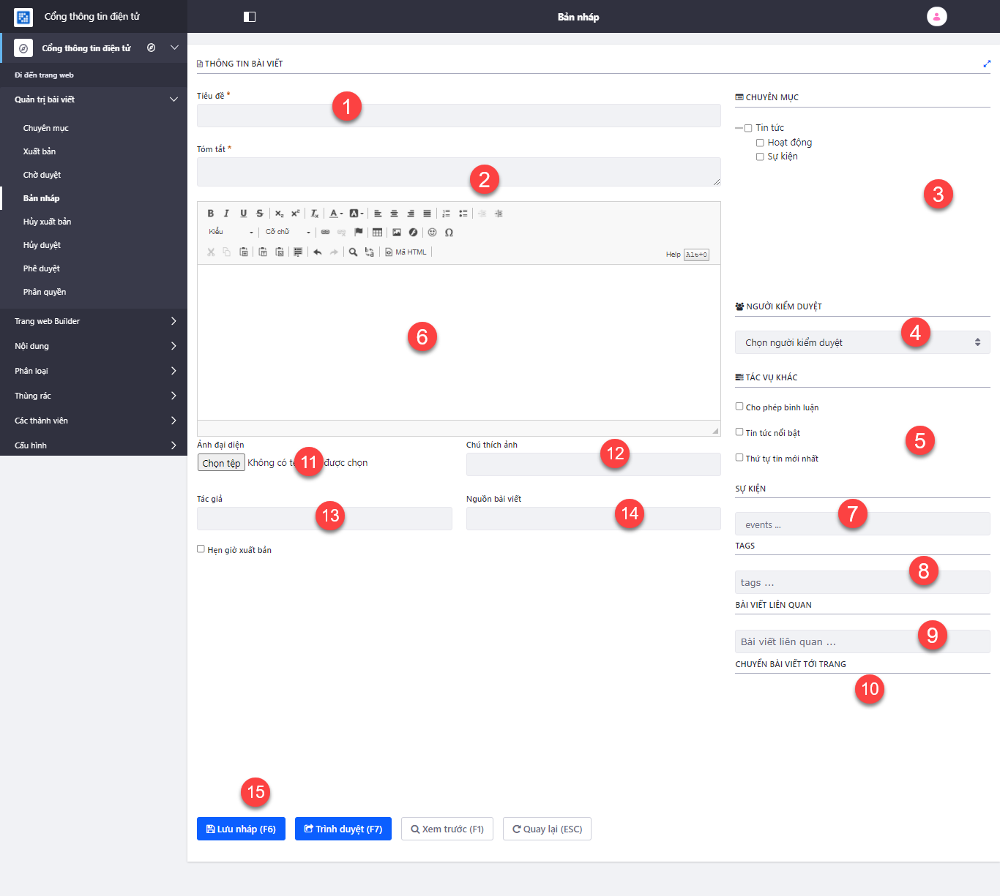 Cổng thông tin điện tử
Bản nháp
Cổng thông tin điện tử
Đi đến trang web
Quản trị bài viết
Chuyên mục
Xuất bản
Chờ duyệt
Bản nháp
Hủy xuất bản
Hủy duyệt
Phê duyệt
Phân quyền
Trang web Builder
Nội dung
Phân loại
Thùng rác
Các thành viên
Cấu hình
THÔNG TIN BÀI VIẾT
Tiêu đề *
1
Tóm tắt *
2
Kiểu
Cỡ chữ
Mã HTML
Help Alt+0
6
Ảnh đại diện
Chọn tệp Không có 11 được chọn
Chú thích ảnh
12
Tác giả
13
Nguồn bài viết
14
Hẹn giờ xuất bản
CHUYÊN MỤC
Tin tức
Hoạt động
Sự kiện
3
NGƯỜI KIỂM DUYỆT
4
Chọn người kiểm duyệt
TÁC VỤ KHÁC
Cho phép bình luận
Tin tức nổi bật
5
Thứ tự tin mới nhất
SỰ KIỆN
7
events ...
TAGS
8
tags ...
BÀI VIẾT LIÊN QUAN
9
Bài viết liên quan ...
CHUYỂN BÀI VIẾT TỚI TRANG
10
15
Lưu nháp (F6)
Trình duyệt (F7)
Xem trước (F1)
Quay lại (ESC)